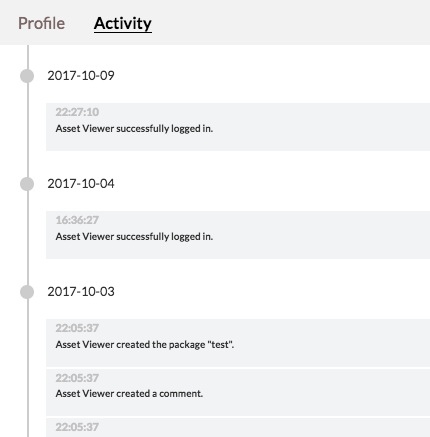 Profile Activity
2017-10-09
22:27:10
Asset Viewer successfully logged in.
2017-10-04
16:36:27
Asset Viewer successfully logged in.
2017-10-03
22:05:37
Asset Viewer created the package "test".
22:05:37
Asset Viewer created a comment.
22:05:37